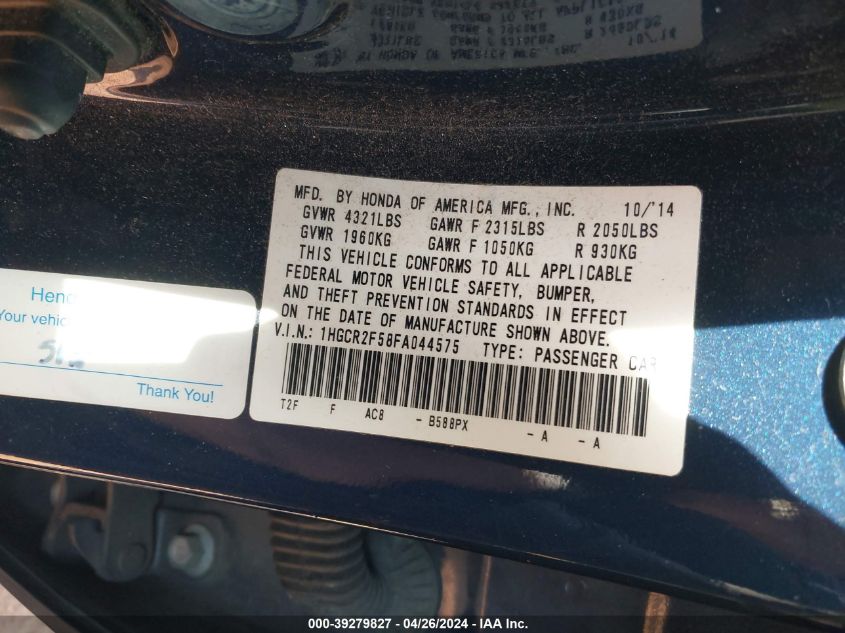 MFD. BY HONDA OF AMERICA MFG., INC. 10/'14
GVWR 4321LBS GAWR F 2315LBS R 2050LBS
GVWR 1960KG GAWR F 1050KG R 930KG
THIS VEHICLE CONFORMS TO ALL APPLICABLE
FEDERAL MOTOR VEHICLE SAFETY, BUMPER,
AND THEFT PREVENTION STANDARDS IN EFFECT
ON THE DATE OF MANUFACTURE SHOWN ABOVE.
V.I.N.: 1HGCR2F58FA044575 TYPE: PASSENGER CAR
T2F F AC8 - B588PX - A - A
Your
Thank You!
000-39279827 - 04/26/2024 - IAA Inc.